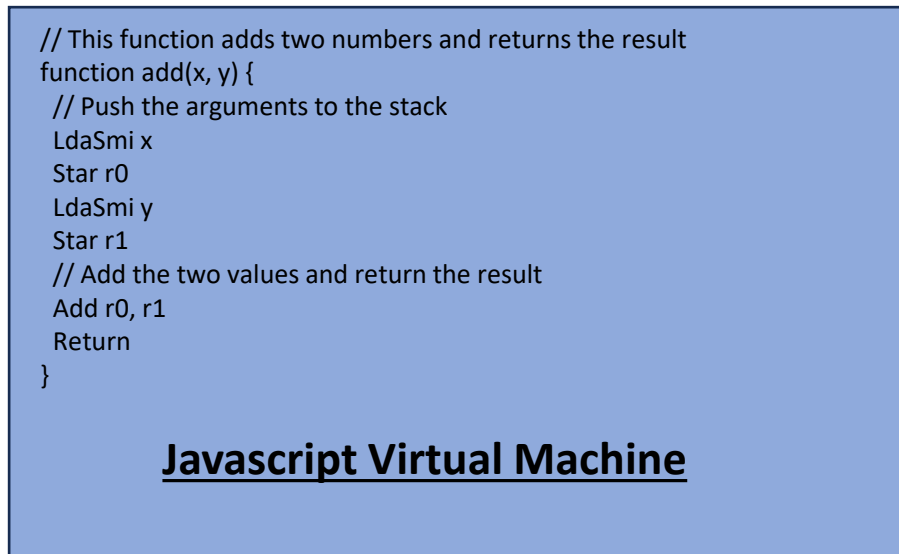 // This function adds two numbers and returns the result
function add(x, y) {
// Push the arguments to the stack
LdaSmi x
Star r0
LdaSmi y
Star r1
// Add the two values and return the result
Add r0, r1
Return
}
Javascript Virtual Machine